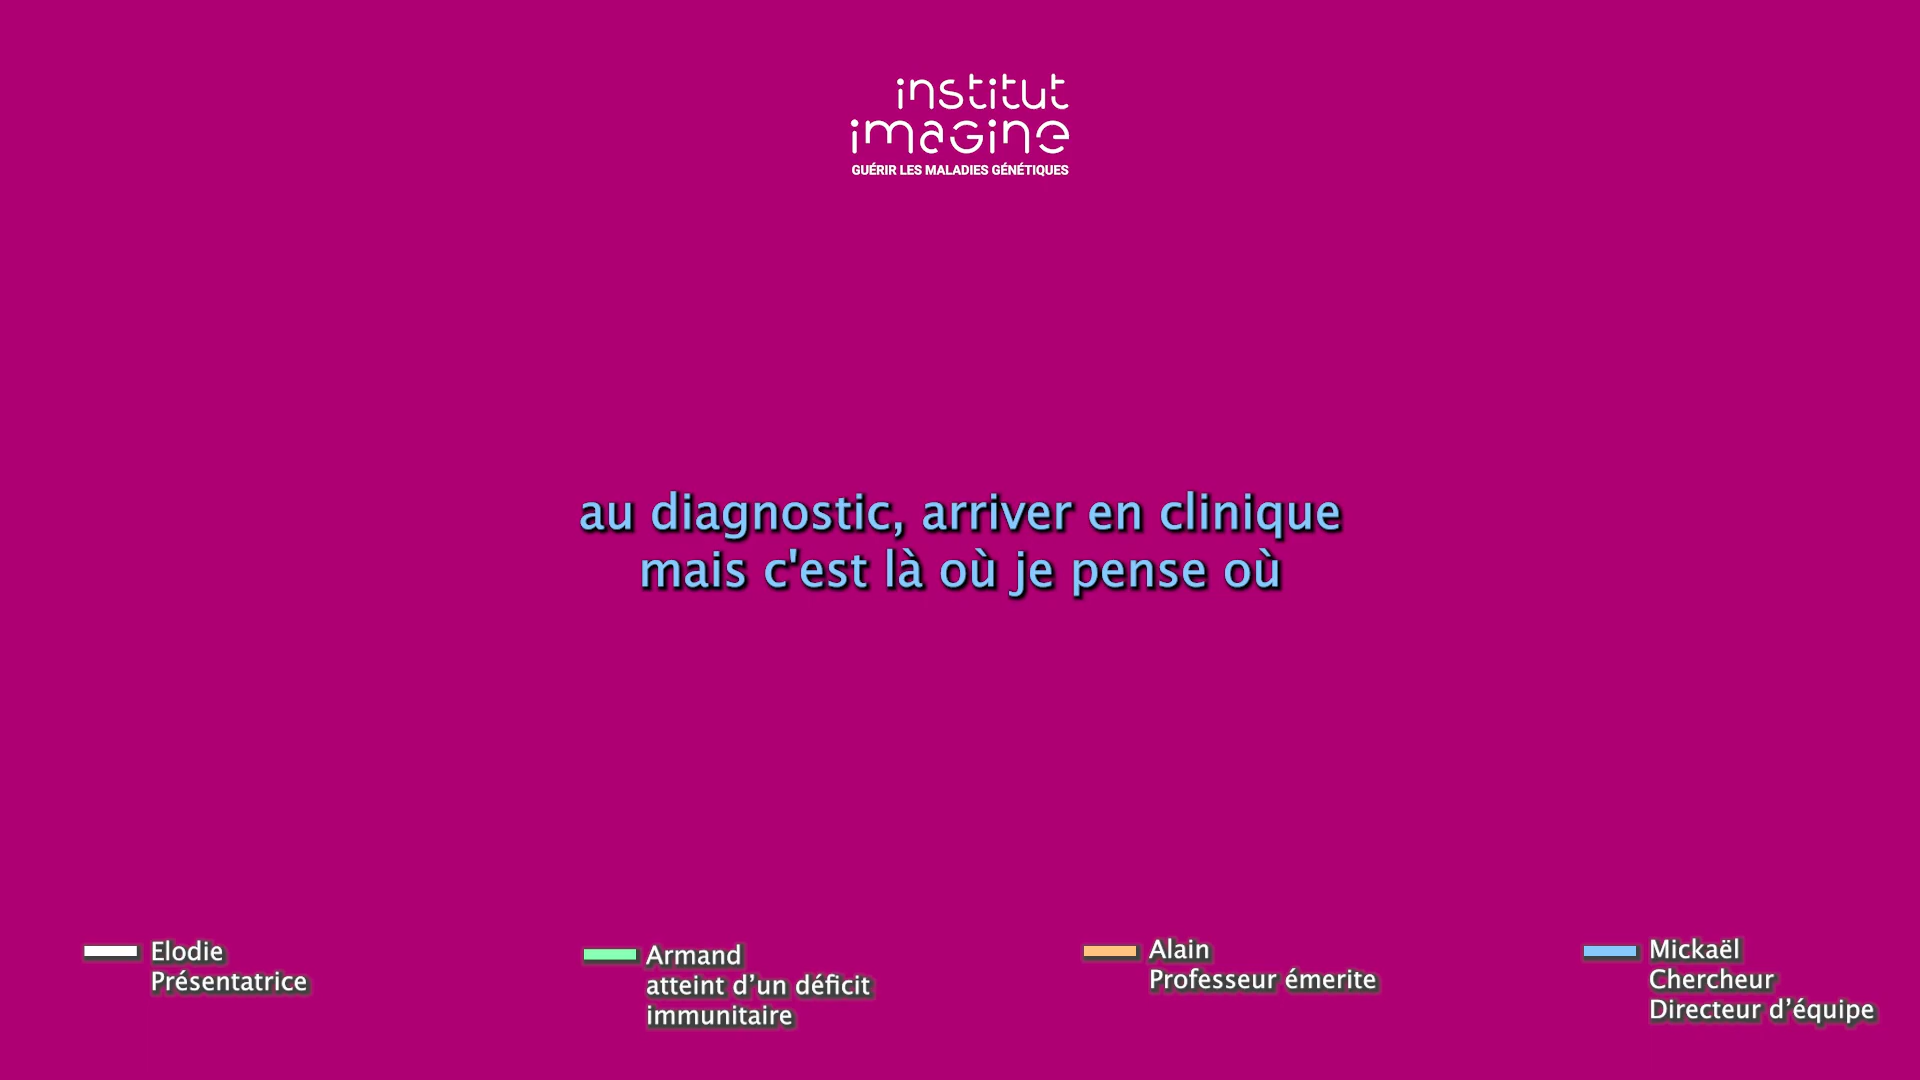 institut
imagine
GUÉRIR LES MALADIES GÉNÉTIQUES
au diagnostic, arriver en clinique
mais c'est là où je pense où
Elodie
Présentatrice
Armand
atteint d’un déficit
immunitaire
Alain
Professeur émerite
Mickaël
Chercheur
Directeur d’équipe